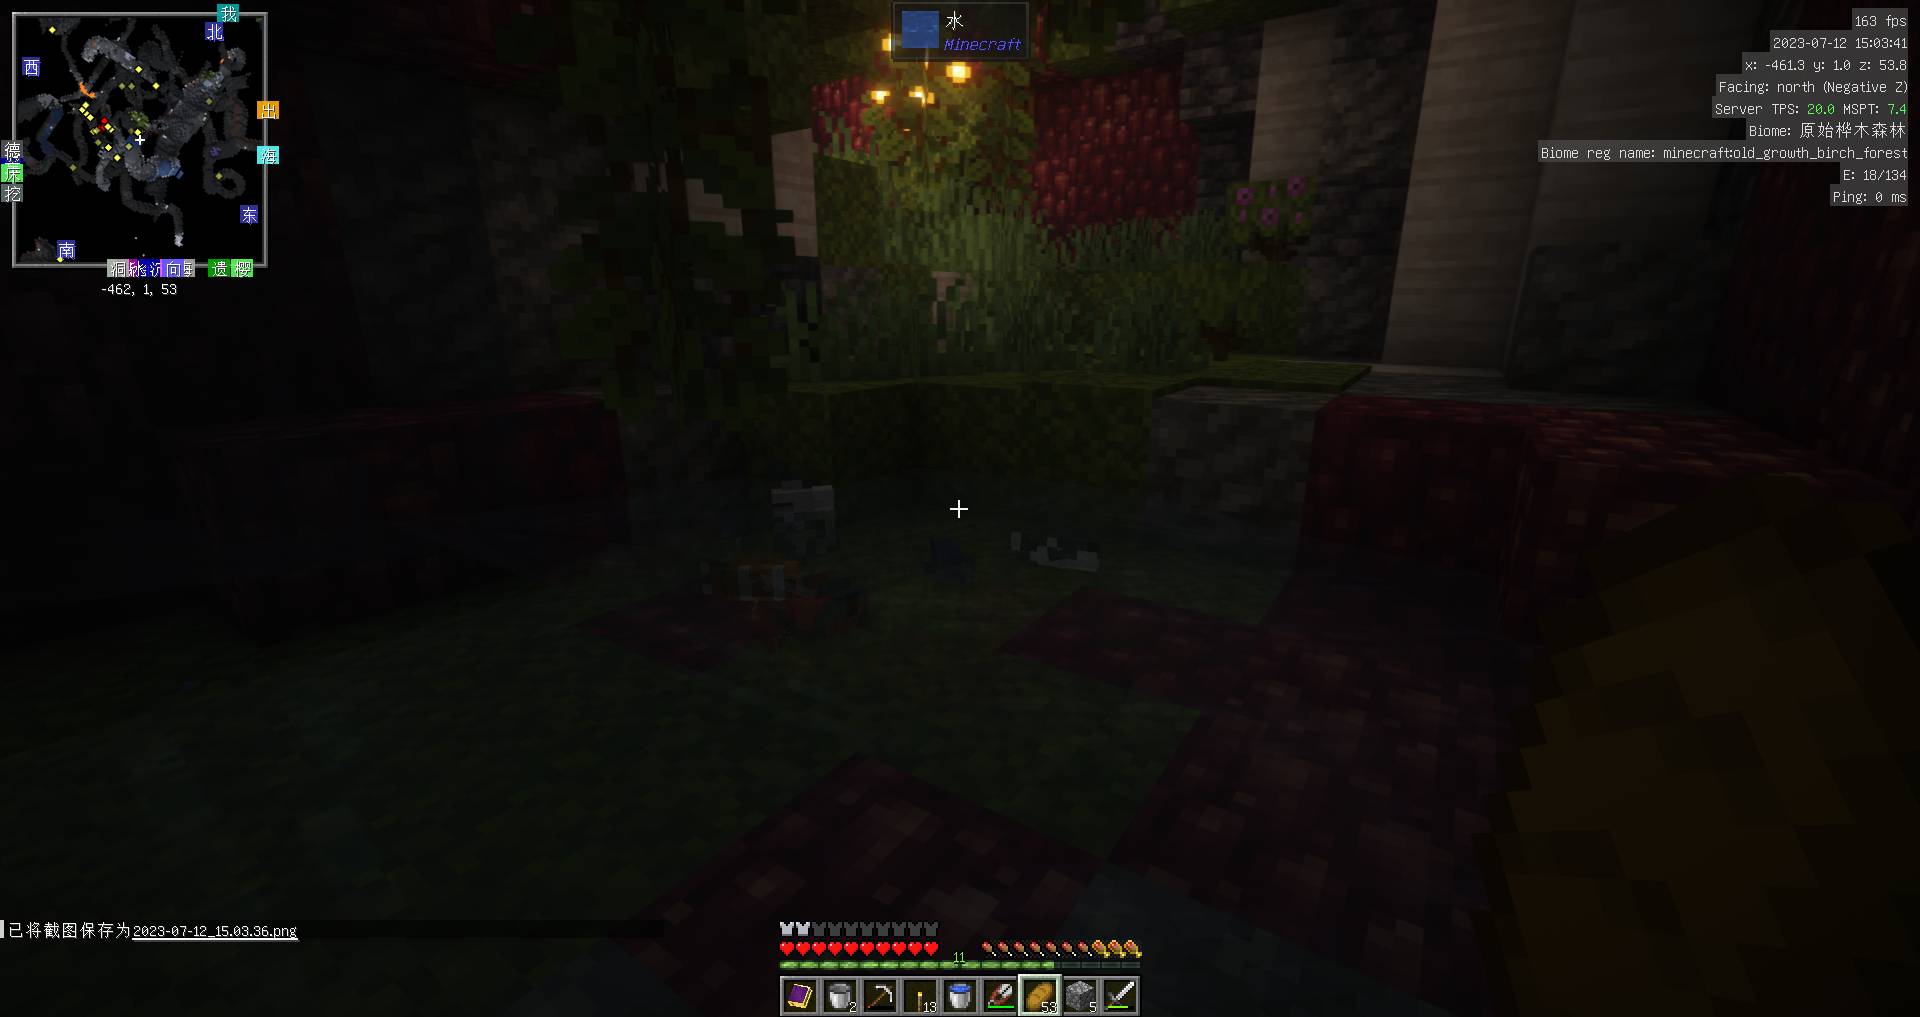 我
北
西
出
德
海
床
挖
东
南
洞
向
遗 樱
-462, 1, 53
水
Minecraft
163 fps
2023-07-12 15:03:41
x: -461.3 y: 1.0 z: 53.8
Facing: north (Negative Z)
Server TPS: 20.0 MSPT: 7.4
Biome: 原始桦木森林
Biome reg name: minecraft:old_growth_birch_forest
E: 18/134
Ping: 0 ms
已将截图保存为2023-07-12_15.03.36.png
11
2
13
53
5